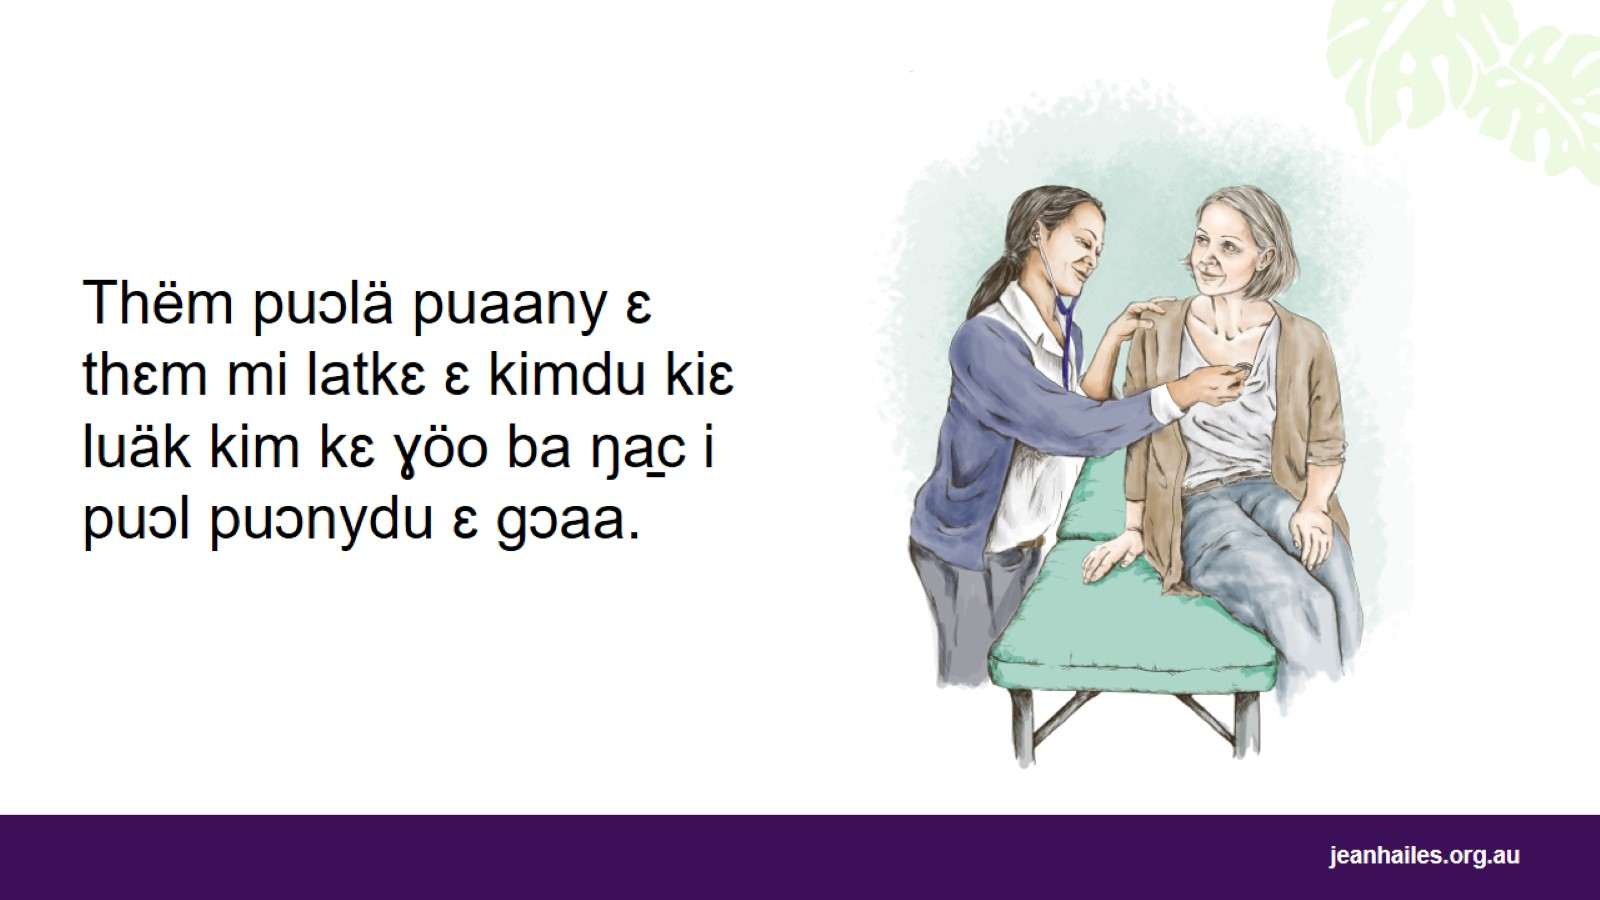 Thëm puɔlä puaany ɛ
thɛm mi latkɛ ɛ kimdu kiɛ
luäk kim kɛ ɣöo ba ŋa̱c i
puɔl puɔnydu ɛ gɔaa.
jeanhailes.org.au